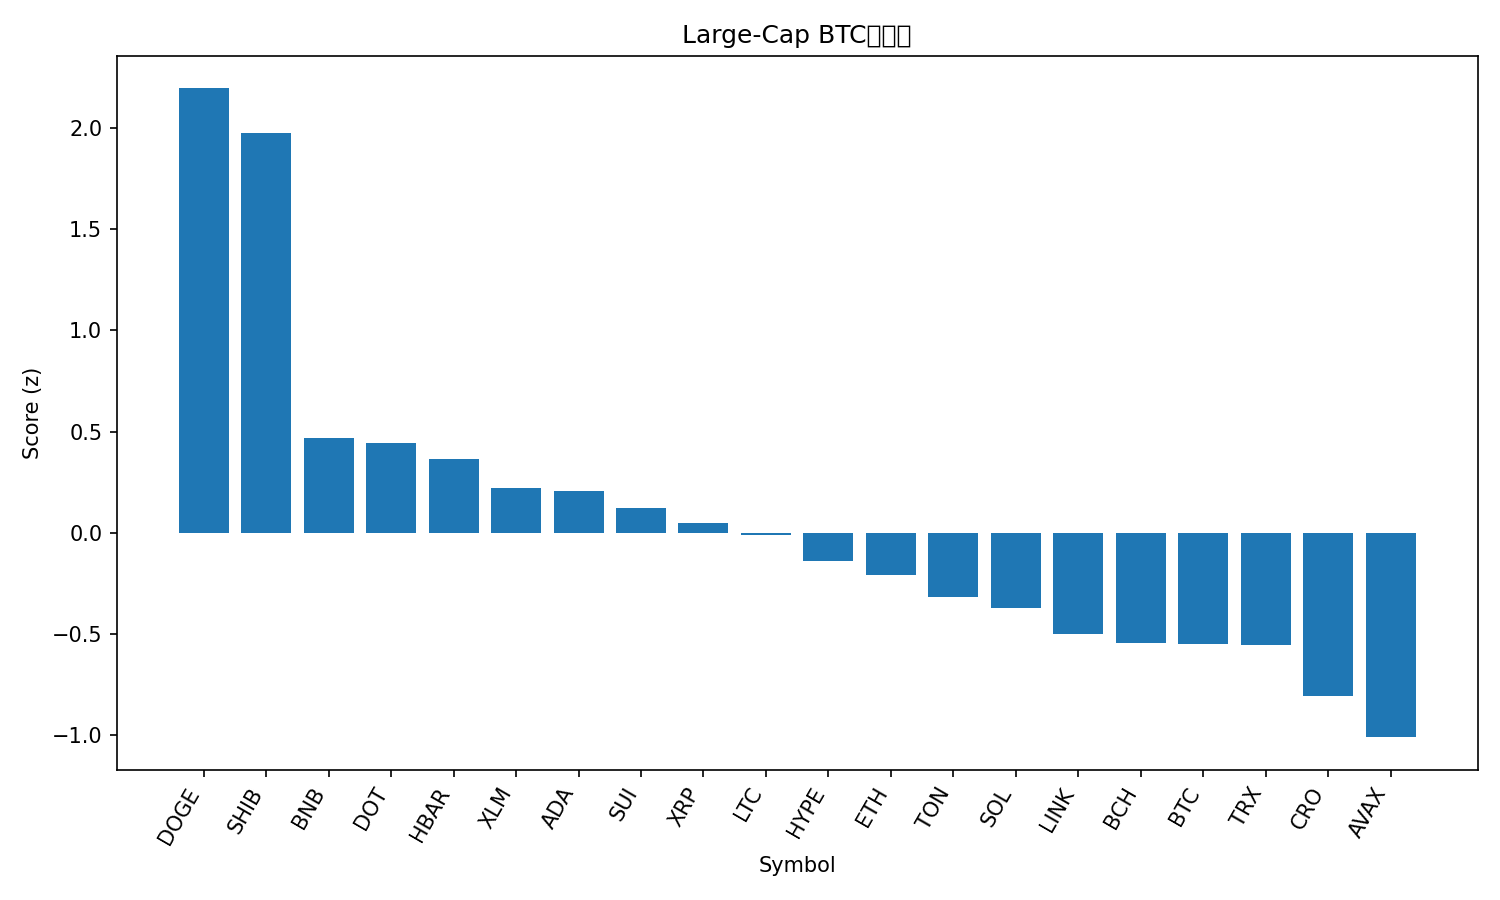 Large-Cap BTC
Score (z)
2.0
1.5
1.0
0.5
0.0
−0.5
−1.0
DOGE
SHIB
BNB
DOT
HBAR
XLM
ADA
SUI
XRP
LTC
HYPE
ETH
TON
SOL
LINK
BCH
BTC
TRX
CRO
AVAX
Symbol